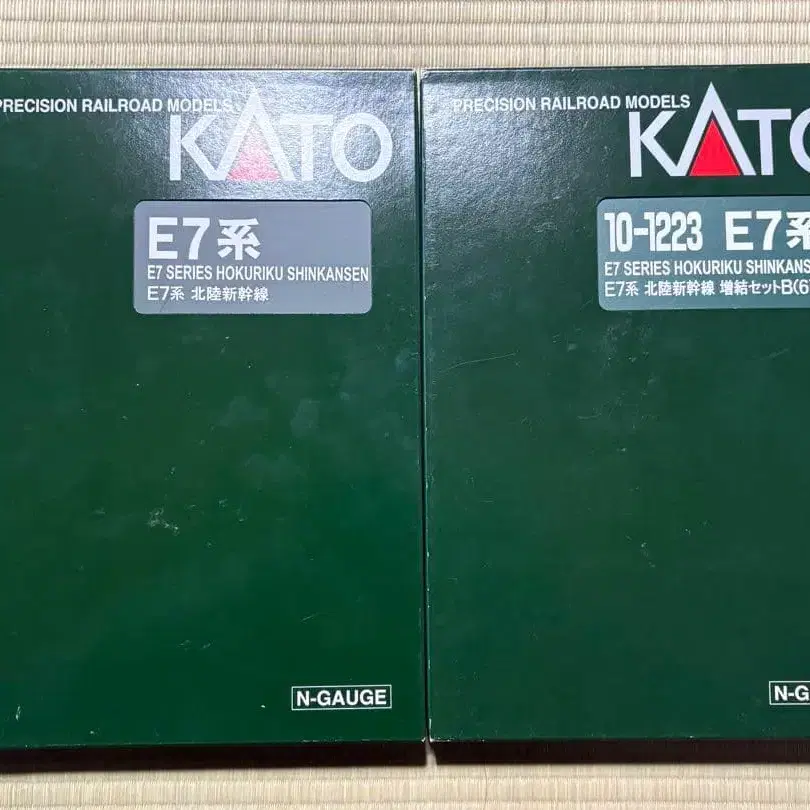 PRECISION RAILROAD MODELS
KATO
E7系
E7 SERIES HOKURIKU SHINKANSEN
E7系 北陸新幹線
N-GAUGE
PRECISION RAILROAD MODELS
KATO
10-1223 E7系
E7 SERIES HOKURIKU SHINKANS
E7系 北陸新幹線 増結セットB(6
N-G